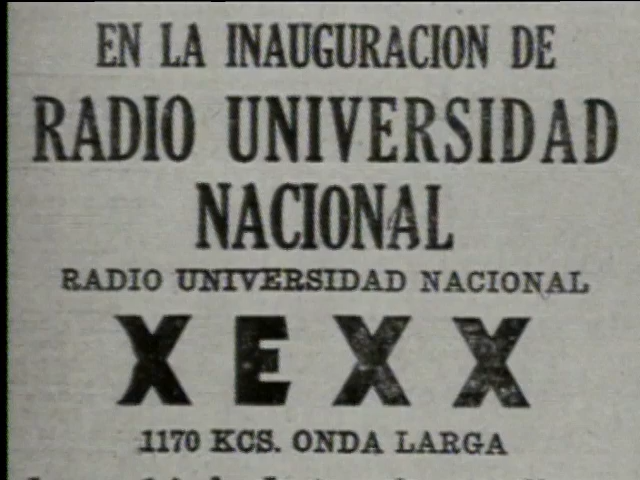 EN LA INAUGURACION DE
RADIO UNIVERSIDAD
NACIONAL
RADIO UNIVERSIDAD NACIONAL
XEXX
1170 KCS. ONDA LARGA